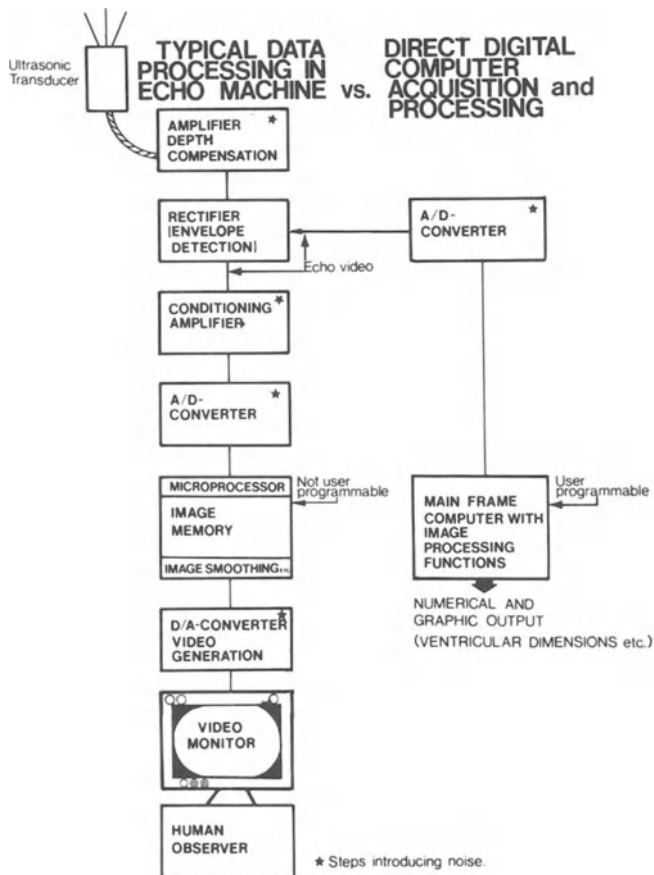 Ultrasonic
Transducer
TYPICAL DATA
PROCESSING IN
ECHO MACHINE vs.
DIRECT DIGITAL
COMPUTER
ACQUISITION and
PROCESSING
AMPLIFIER ★
DEPTH
COMPENSATION
RECTIFIER
(ENVELOPE
DETECTION)
A/D- ★
CONVERTER
Echo video
CONDITIONING ★
AMPLIFIER
A/D- ★
CONVERTER
MICROPROCESSOR
Not user
programmable
IMAGE
MEMORY
IMAGE SMOOTHING
User
programmable
MAIN FRAME
COMPUTER WITH
IMAGE
PROCESSING
FUNCTIONS
NUMERICAL AND
GRAPHIC OUTPUT
(VENTRICULAR DIMENSIONS etc.)
D/A-CONVERTER ★
VIDEO
GENERATION
VIDEO
MONITOR
HUMAN
OBSERVER
★ Steps introducing noise.